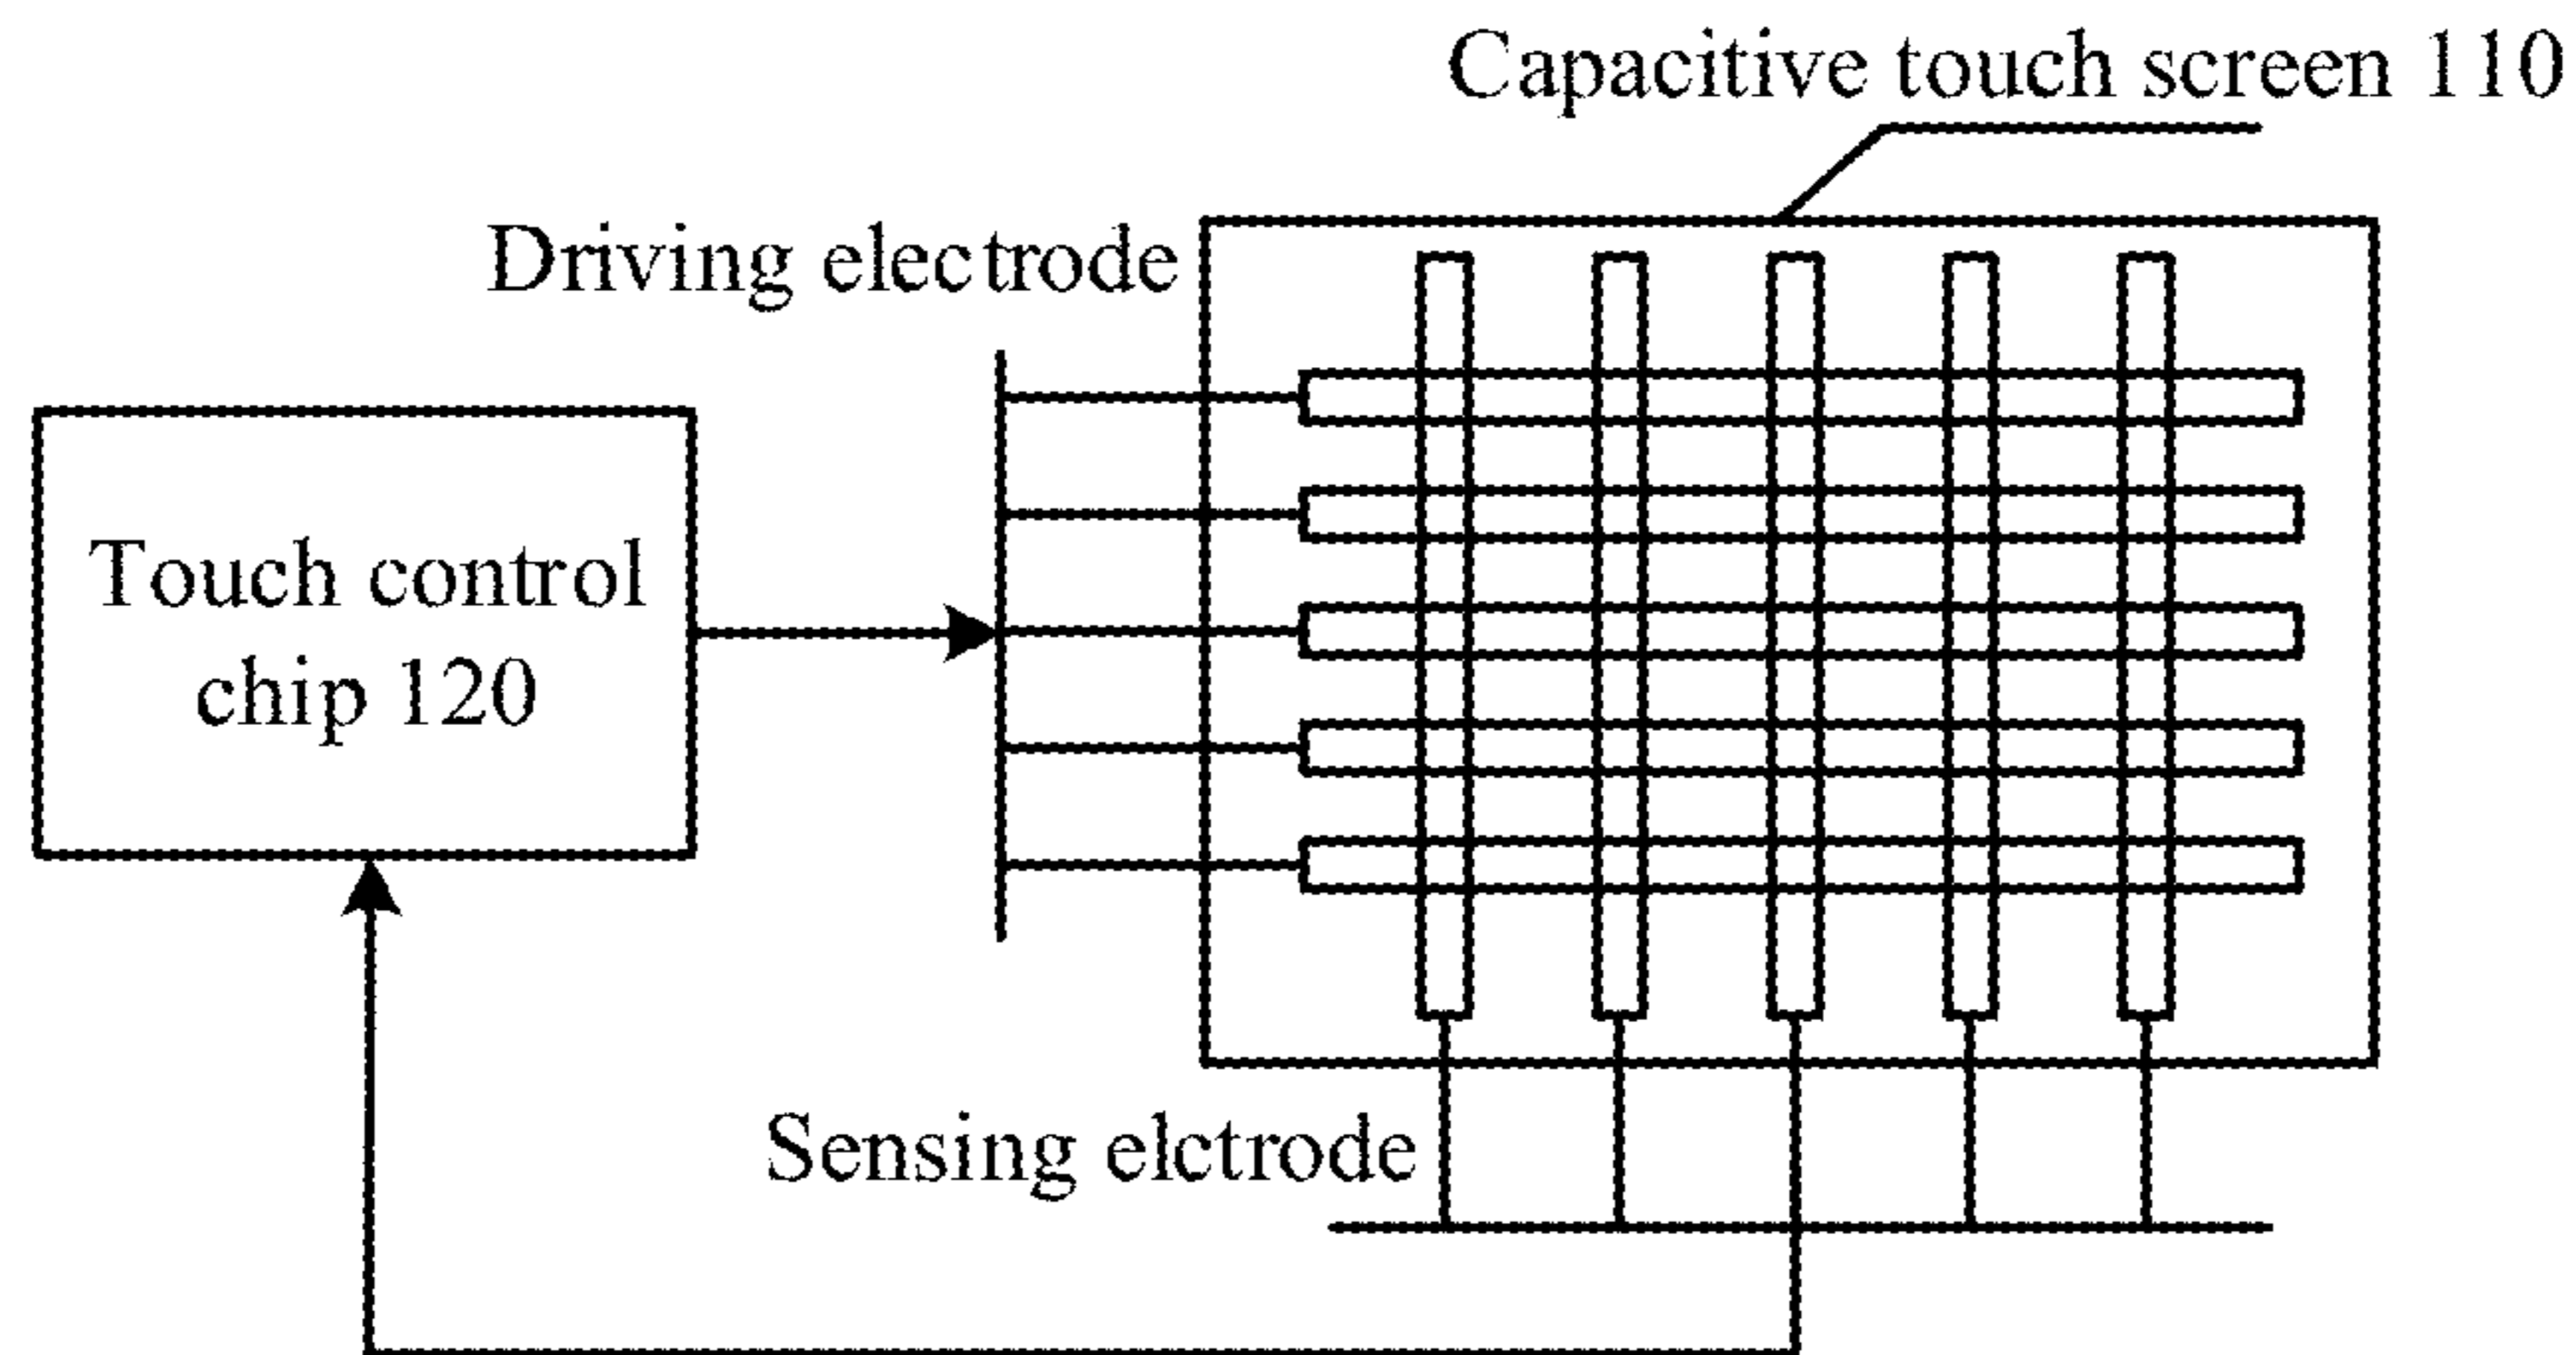 Capacitive touch screen 110
Driving electrode
Touch control
chip 120
Sensing elctrode